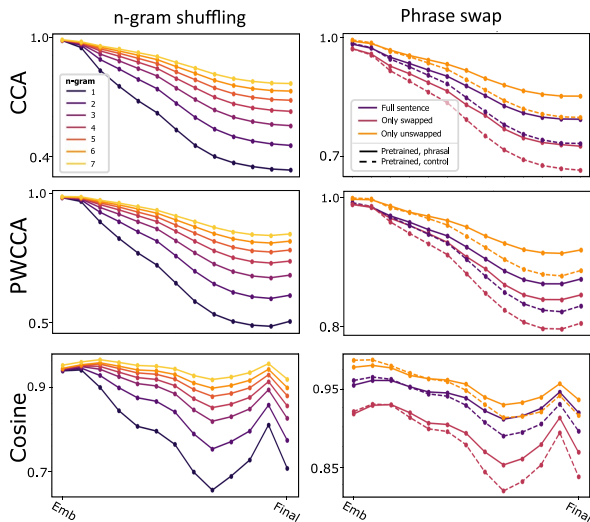 n-gram shuffling
Phrase swap
CCA
1.0
0.4
n-gram
1
2
3
4
5
6
7
1.0
0.7
Full sentence
Only swapped
Only unswapped
Pretrained, phrasal
Pretrained, control
PWCCA
1.0
0.5
1.0
0.8
Cosine
0.9
0.7
0.95
0.85
Emb
Final
Emb
Final